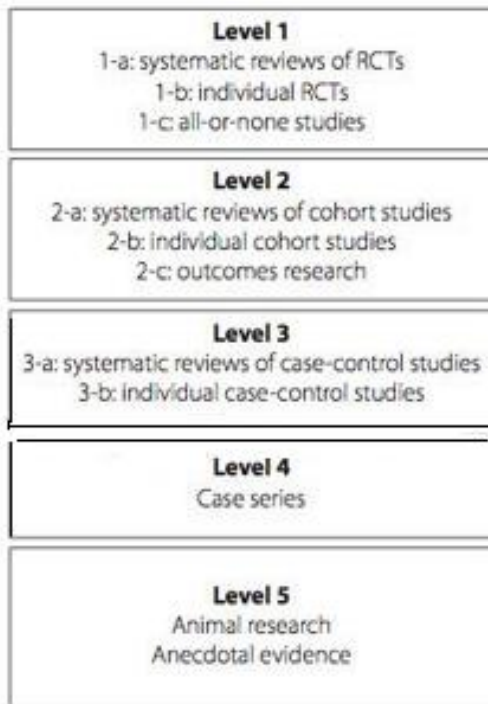 Level 1
1-a: systematic reviews of RCTs
1-b: individual RCTs
1-c: all-or-none studies
Level 2
2-a: systematic reviews of cohort studies
2-b: individual cohort studies
2-c: outcomes research
Level 3
3-a: systematic reviews of case-control studies
3-b: individual case-control studies
Level 4
Case series
Level 5
Animal research
Anecdotal evidence